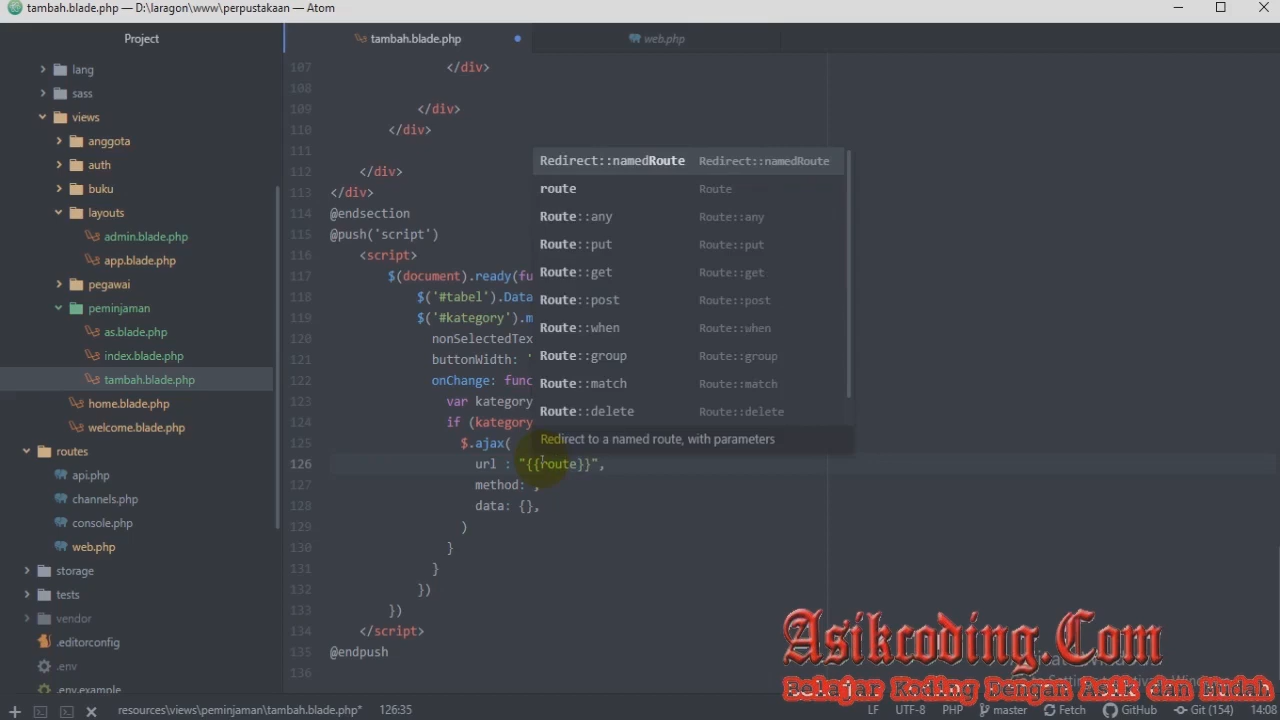 tambah.blade.php — D:\laragon\www\perpustakaan — Atom
Project
tambah.blade.php
web.php
lang
sass
views
anggota
auth
buku
layouts
admin.blade.php
app.blade.php
pegawai
peminjaman
as.blade.php
index.blade.php
tambah.blade.php
home.blade.php
welcome.blade.php
routes
api.php
channels.php
console.php
web.php
storage
tests
vendor
.editorconfig
.env
.env.example
107 </div>
108
109 </div>
110 </div>
111
112 </div>
113 </div>
114 @endsection
115 @push('script')
116 <script>
117 $(document).ready(fu
118 $('#tabel').Data
119 $('#kategory').m
120 nonSelectedTex
121 buttonWidth: '
122 onChange: func
123 var kategory
124 if (kategory
125 $.ajax(
126 url : "{{route}}",
127 method: ,
128 data: {},
129 )
130 }
131 }
132 })
133 })
134 </script>
135 @endpush
136
Redirect::namedRoute Redirect::namedRoute
route Route
Route::any Route::any
Route::put Route::put
Route::get Route::get
Route::post Route::post
Route::when Route::when
Route::group Route::group
Route::match Route::match
Route::delete Route::delete
Redirect to a named route, with parameters
Asikcoding.Com
Belajar Koding Dengan Asik dan Mudah
resources\views\peminjaman\tambah.blade.php* 126:35
LF UTF-8 PHP master Fetch GitHub Git (154) 14:08